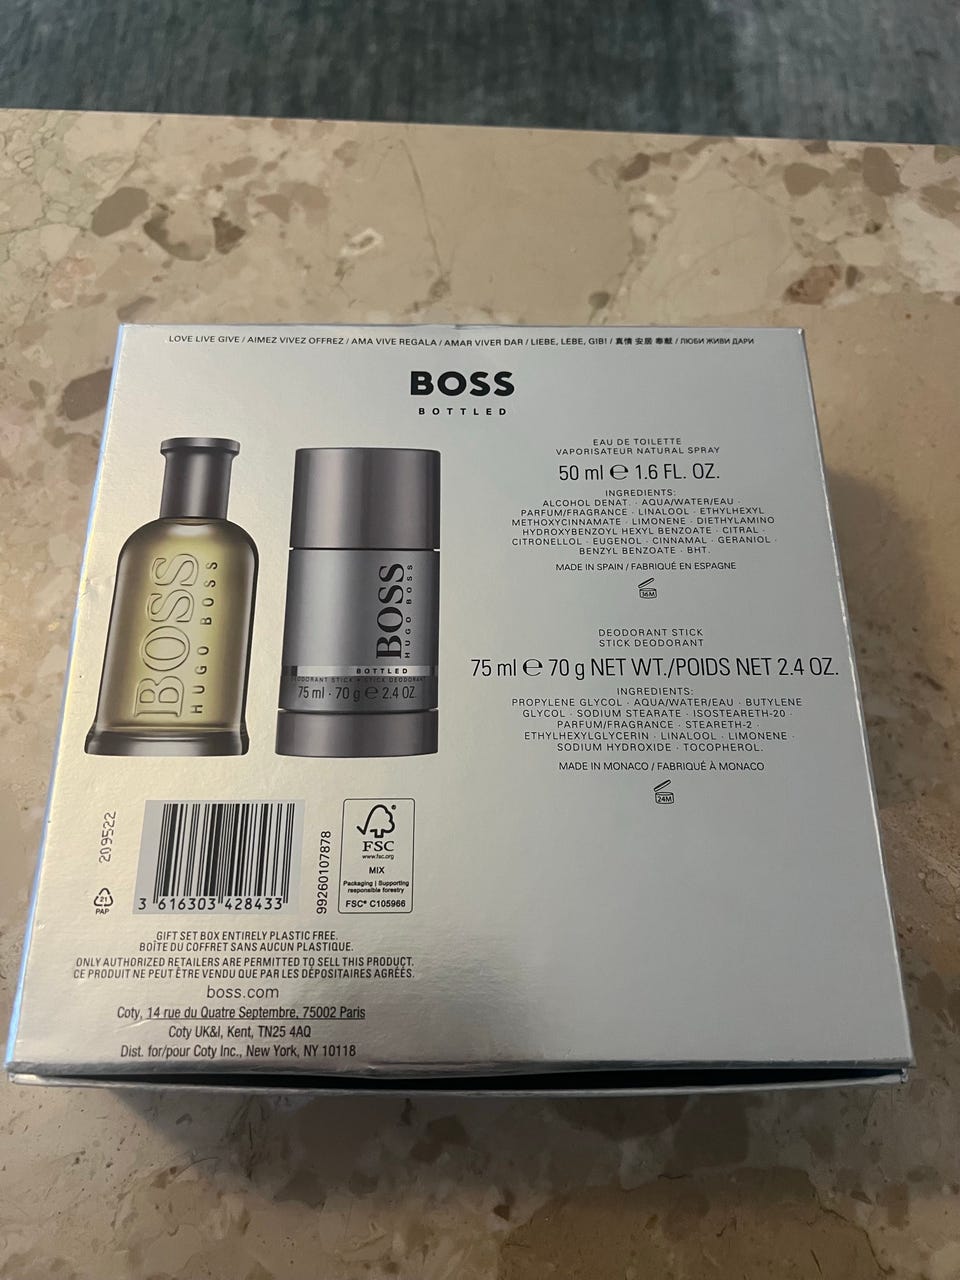 LOVE LIVE GIVE / AIMEZ VIVEZ OFFREZ / AMA VIVE REGALA / AMAR VIVER DAR / LIEBE, LEBE, GIB! / 真情 安居 奉献 / ЛЮБИ ЖИВИ ДАРИ
BOSS
BOTTLED
BOSS
HUGO BOSS
BOSS
HUGO BOSS
BOTTLED
DEODORANT STICK • STICK DEODORANT
75 ml · 70 g ℮ 2.4 OZ.
EAU DE TOILETTE
VAPORISATEUR NATURAL SPRAY
50 ml ℮ 1.6 FL. OZ.
INGREDIENTS:
ALCOHOL DENAT. · AQUA/WATER/EAU ·
PARFUM/FRAGRANCE · LINALOOL · ETHYLHEXYL
METHOXYCINNAMATE · LIMONENE · DIETHYLAMINO
HYDROXYBENZOYL HEXYL BENZOATE · CITRAL ·
CITRONELLOL · EUGENOL · CINNAMAL · GERANIOL ·
BENZYL BENZOATE · BHT.
MADE IN SPAIN / FABRIQUÉ EN ESPAGNE
36M
DEODORANT STICK
STICK DEODORANT
75 ml ℮ 70 g NET WT./POIDS NET 2.4 OZ.
INGREDIENTS:
PROPYLENE GLYCOL · AQUA/WATER/EAU · BUTYLENE
GLYCOL · SODIUM STEARATE · ISOSTEARETH-20 ·
PARFUM/FRAGRANCE · STEARETH-2 ·
ETHYLHEXYLGLYCERIN · LINALOOL · LIMONENE ·
SODIUM HYDROXIDE · TOCOPHEROL.
MADE IN MONACO / FABRIQUÉ À MONACO
24M
209522
21
PAP
3 616303 428433
99260107878
FSC
www.fsc.org
MIX
Packaging | Supporting
responsible forestry
FSC® C105966
GIFT SET BOX ENTIRELY PLASTIC FREE.
BOÎTE DU COFFRET SANS AUCUN PLASTIQUE.
ONLY AUTHORIZED RETAILERS ARE PERMITTED TO SELL THIS PRODUCT.
CE PRODUIT NE PEUT ÊTRE VENDU QUE PAR LES DÉPOSITAIRES AGRÉÉS.
boss.com
Coty, 14 rue du Quatre Septembre, 75002 Paris
Coty UK&I, Kent, TN25 4AQ
Dist. for/pour Coty Inc., New York, NY 10118